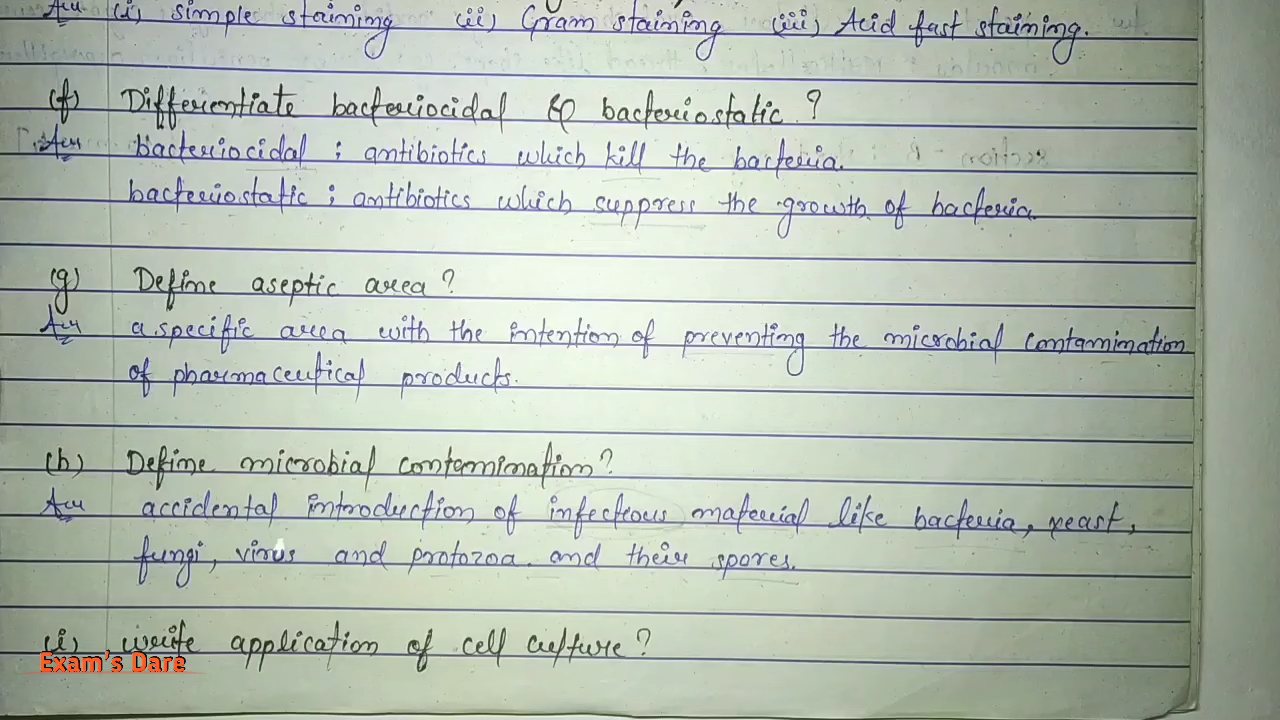 Ans (i) simple staining (ii) Gram staining (iii) Acid fast staining.
(f) Differentiate bacteriocidal & bacteriostatic ?
Ans bacteriocidal : antibiotics which kill the bacteria.
bacteriostatic : antibiotics which suppress the growth of bacteria.
(g) Define aseptic area ?
Ans a specific area with the intention of preventing the microbial contamination
of pharmaceutical products.
(h) Define microbial contamination ?
Ans accidental introduction of infectious material like bacteria, yeast,
fungi, virus and protozoa and their spores.
(i) write application of cell culture ?
Exam's Dare